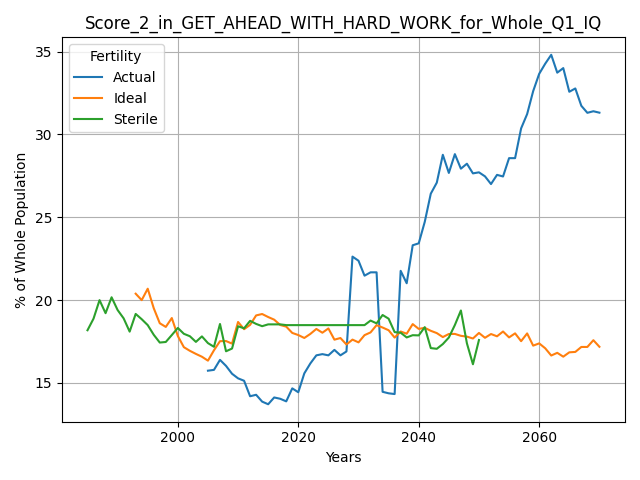 Score_2_in_GET_AHEAD_WITH_HARD_WORK_for_Whole_Q1_IQ
Fertility
Actual
Ideal
Sterile
% of Whole Population
35
30
25
20
15
2000
2020
2040
2060
Years